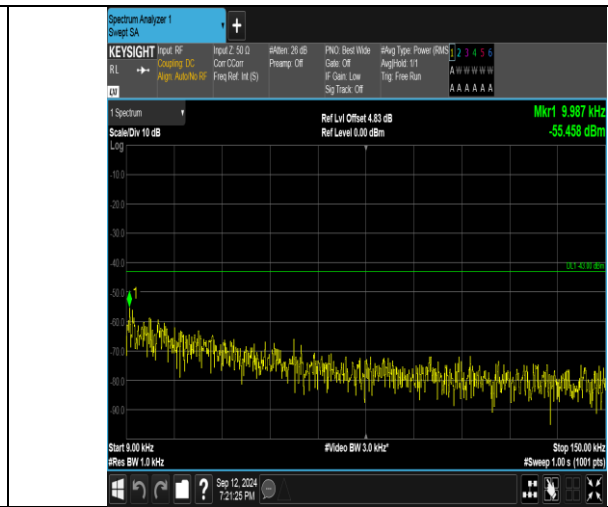 Spectrum Analyzer 1
Swept SA
+
KEYSIGHT Input: RF Input Z: 50 Ω #Atten: 26 dB PNO: Best Wide #Avg Type: Power (RMS 1 2 3 4 5 6
RL Coupling: DC Corr CCorr Preamp: Off Gate: Off Avg|Hold: 1/1 A W W W W W
Align: Auto/No RF Freq Ref: Int (S) IF Gain: Low Trig: Free Run
Sig Track: Off A A A A A A
LXI
1 Spectrum Ref Lvl Offset 4.83 dB Mkr1 9.987 kHz
Scale/Div 10 dB Ref Level 0.00 dBm -55.458 dBm
Log
-10.0
-20.0
-30.0
-40.0
DL1 -43.00 dBm
-50.0
1
-60.0
-70.0
-80.0
-90.0
Start 9.00 kHz #Video BW 3.0 kHz* Stop 150.00 kHz
#Res BW 1.0 kHz #Sweep 1.00 s (1001 pts)
? Sep 12, 2024
7:21:25 PM